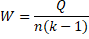 W = Q / n(k − 1)